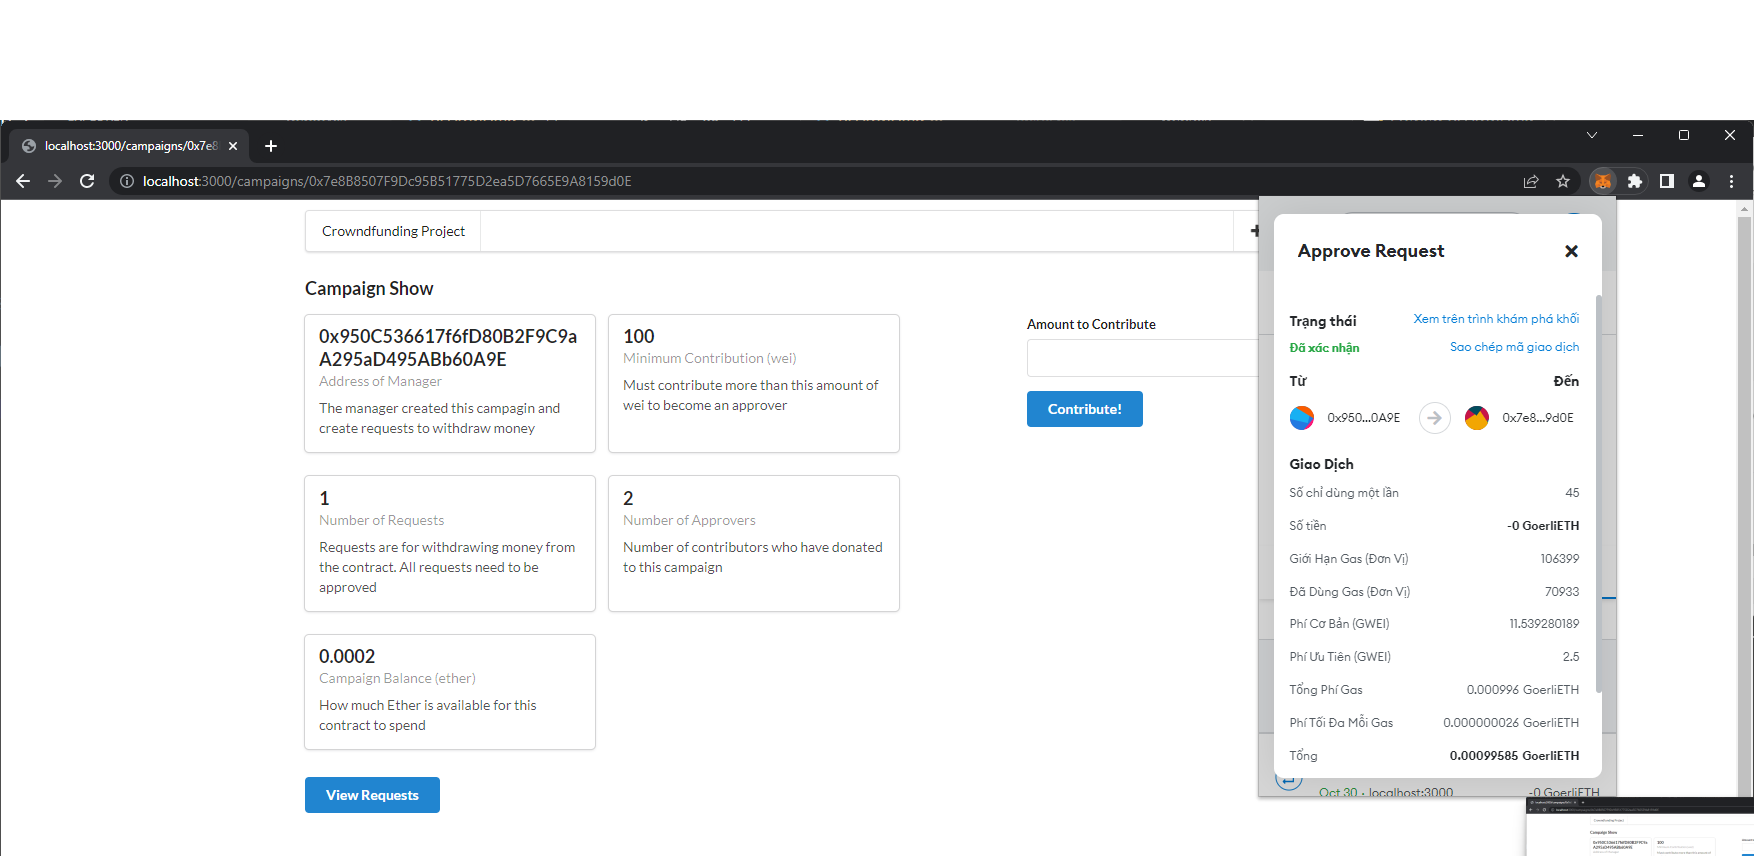 localhost:3000/campaigns/0x7e8
localhost:3000/campaigns/0x7e8B8507F9Dc95B51775D2ea5D7665E9A8159d0E
Crowndfunding Project
Campaign Show
0x950C536617f6fD80B2F9C9a
A295aD495ABb60A9E
Address of Manager
The manager created this campagin and
create requests to withdraw money
100
Minimum Contribution (wei)
Must contribute more than this amount of
wei to become an approver
1
Number of Requests
Requests are for withdrawing money from
the contract. All requests need to be
approved
2
Number of Approvers
Number of contributors who have donated
to this campaign
0.0002
Campaign Balance (ether)
How much Ether is available for this
contract to spend
View Requests
Amount to Contribute
Contribute!
Approve Request
Trạng thái Xem trên trình khám phá khối
Đã xác nhận Sao chép mã giao dịch
Từ Đến
0x950...0A9E 0x7e8...9d0E
Giao Dịch
Số chỉ dùng một lần 45
Số tiền -0 GoerliETH
Giới Hạn Gas (Đơn Vị) 106399
Đã Dùng Gas (Đơn Vị) 70933
Phí Cơ Bản (GWEI) 11.539280189
Phí Ưu Tiên (GWEI) 2.5
Tổng Phí Gas 0.000996 GoerliETH
Phí Tối Đa Mỗi Gas 0.000000026 GoerliETH
Tổng 0.00099585 GoerliETH
Oct 30 · localhost:3000 -0 GoerliETH
Crowndfunding Project
Campaign Show
0x950C536617f6fD80B2F9C9a
A295aD495ABb60A9E
100